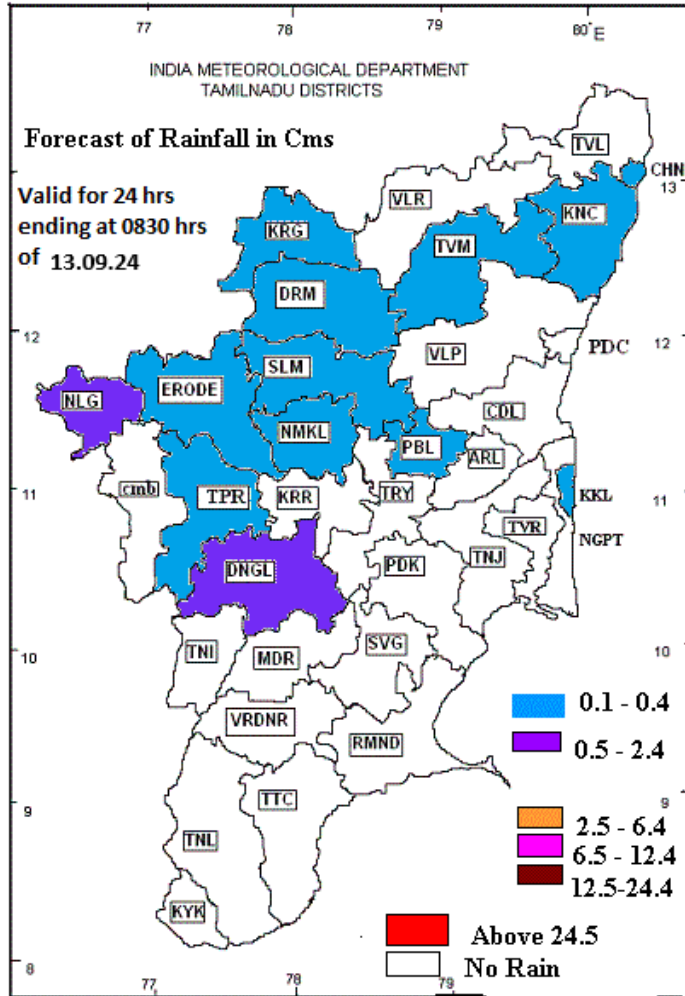 77 78 79 80 E
INDIA METEOROLOGICAL DEPARTMENT
TAMILNADU DISTRICTS
Forecast of Rainfall in Cms
TVL
CHN
13
Valid for 24 hrs
ending at 0830 hrs
of 13.09.24
VLR
KNC
KRG
TVM
DRM
12
12
PDC
VLP
SLM
ERODE
NLG
CDL
NMKL
PBL
ARL
cmb
11
TPR
KRR
TRY
KKL
11
TVR
NGPT
DNGL
PDK
TNJ
10
TNI
MDR
SVG
10
VRDNR
RMND
0.1 - 0.4
0.5 - 2.4
9
TTC
9
TNL
2.5 - 6.4
6.5 - 12.4
12.5-24.4
KYK
Above 24.5
No Rain
8
77 78 79